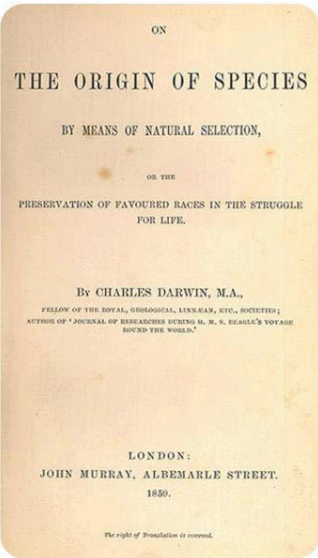 ON
THE ORIGIN OF SPECIES
BY MEANS OF NATURAL SELECTION,
OR THE
PRESERVATION OF FAVOURED RACES IN THE STRUGGLE
FOR LIFE.
BY CHARLES DARWIN, M.A.,
FELLOW OF THE ROYAL, GEOLOGICAL, LINNÆAN, ETC., SOCIETIES;
AUTHOR OF ‘JOURNAL OF RESEARCHES DURING H. M. S. BEAGLE’S VOYAGE
ROUND THE WORLD.’
LONDON:
JOHN MURRAY, ALBEMARLE STREET.
1859.
The right of Translation is reserved.